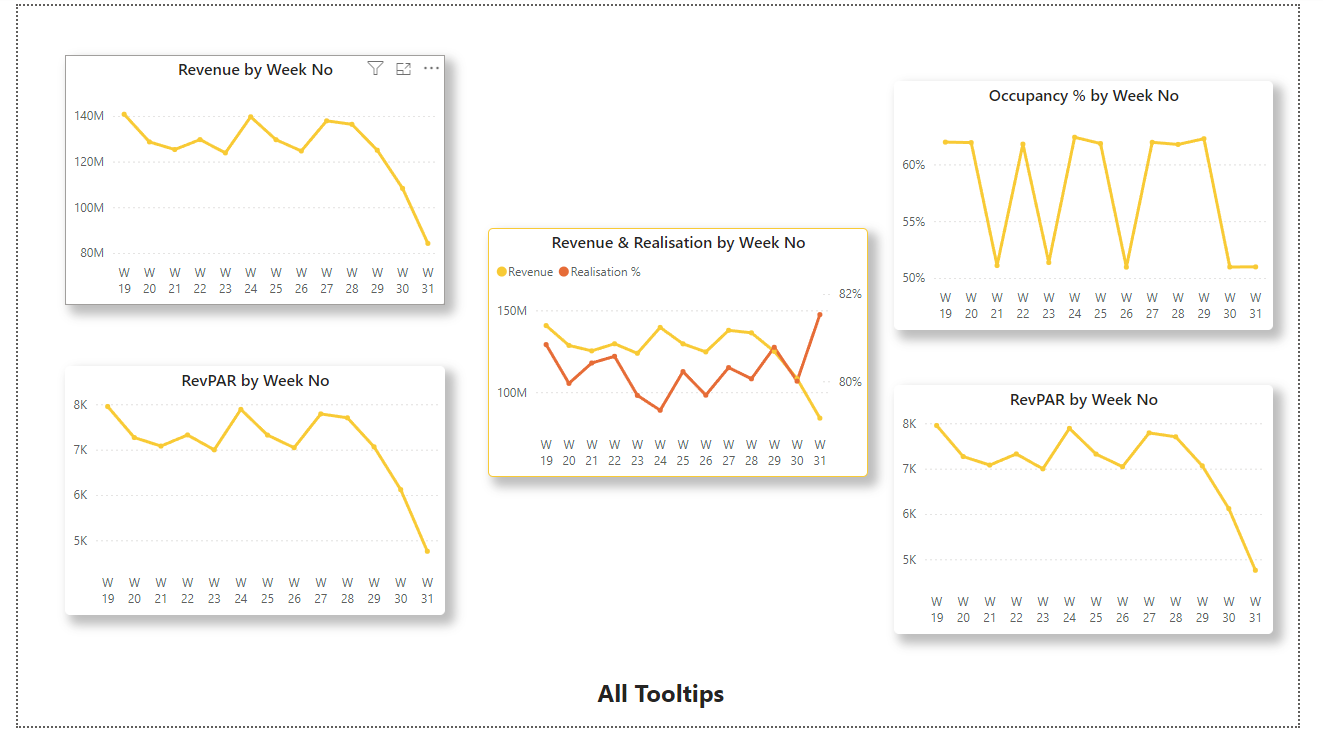 Revenue by Week No
140M
120M
100M
80M
W W W W W W W W W W W W W
19 20 21 22 23 24 25 26 27 28 29 30 31
RevPAR by Week No
8K
7K
6K
5K
W W W W W W W W W W W W W
19 20 21 22 23 24 25 26 27 28 29 30 31
Revenue & Realisation by Week No
Revenue Realisation %
82%
150M
80%
100M
W W W W W W W W W W W W W
19 20 21 22 23 24 25 26 27 28 29 30 31
Occupancy % by Week No
60%
55%
50%
W W W W W W W W W W W W W
19 20 21 22 23 24 25 26 27 28 29 30 31
RevPAR by Week No
8K
7K
6K
5K
W W W W W W W W W W W W W
19 20 21 22 23 24 25 26 27 28 29 30 31
All Tooltips